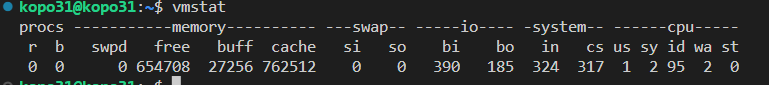 kopo31@kopo31:~$ vmstat
procs -----------memory---------- ---swap-- -----io---- -system-- ------cpu-----
 r  b   swpd   free   buff  cache   si   so    bi    bo   in   cs us sy id wa st
 0  0      0 654708  27256 762512    0    0   390   185  324  317  1  2 95  2  0
kopo31@kopo31:~$